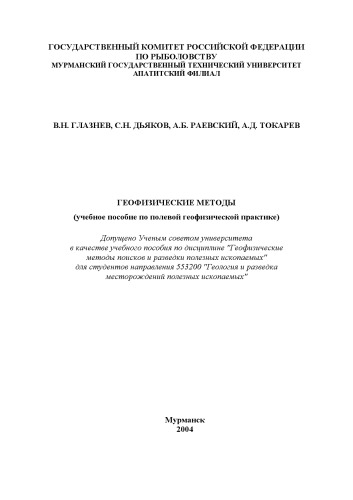 ГОСУДАРСТВЕННЫЙ КОМИТЕТ РОССИЙСКОЙ ФЕДЕРАЦИИ
ПО РЫБОЛОВСТВУ
МУРМАНСКИЙ ГОСУДАРСТВЕННЫЙ ТЕХНИЧЕСКИЙ УНИВЕРСИТЕТ
АПАТИТСКИЙ ФИЛИАЛ
В.Н. ГЛАЗНЕВ, С.Н. ДЬЯКОВ, А.Б. РАЕВСКИЙ, А.Д. ТОКАРЕВ
ГЕОФИЗИЧЕСКИЕ МЕТОДЫ
(учебное пособие по полевой геофизической практике)
Допущено Ученым советом университета
в качестве учебного пособия по дисциплине "Геофизические
методы поисков и разведки полезных ископаемых"
для студентов направления 553200 "Геология и разведка
месторождений полезных ископаемых"
Мурманск
2004